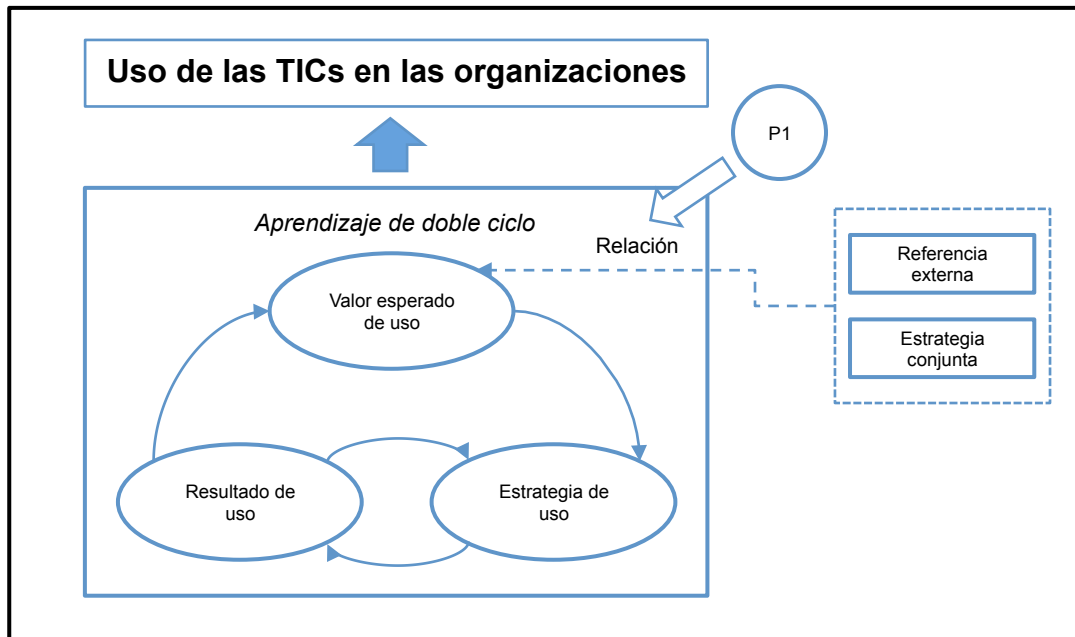 Uso de las TICs en las organizaciones
P1
Aprendizaje de doble ciclo
Relación
Referencia
externa
Valor esperado
de uso
Estrategia
conjunta
Resultado de
uso
Estrategia de
uso